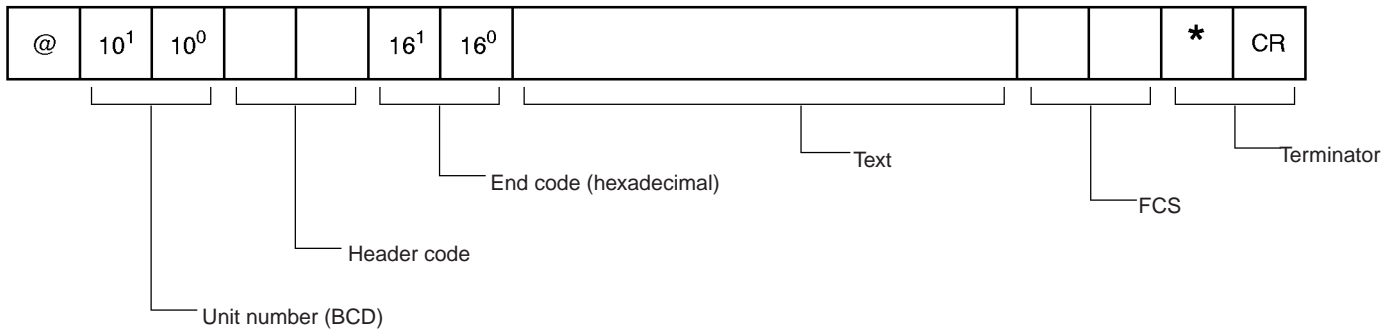 @ 10¹ 10⁰ 16¹ 16⁰ * CR
Text
Terminator
End code (hexadecimal)
FCS
Header code
Unit number (BCD)